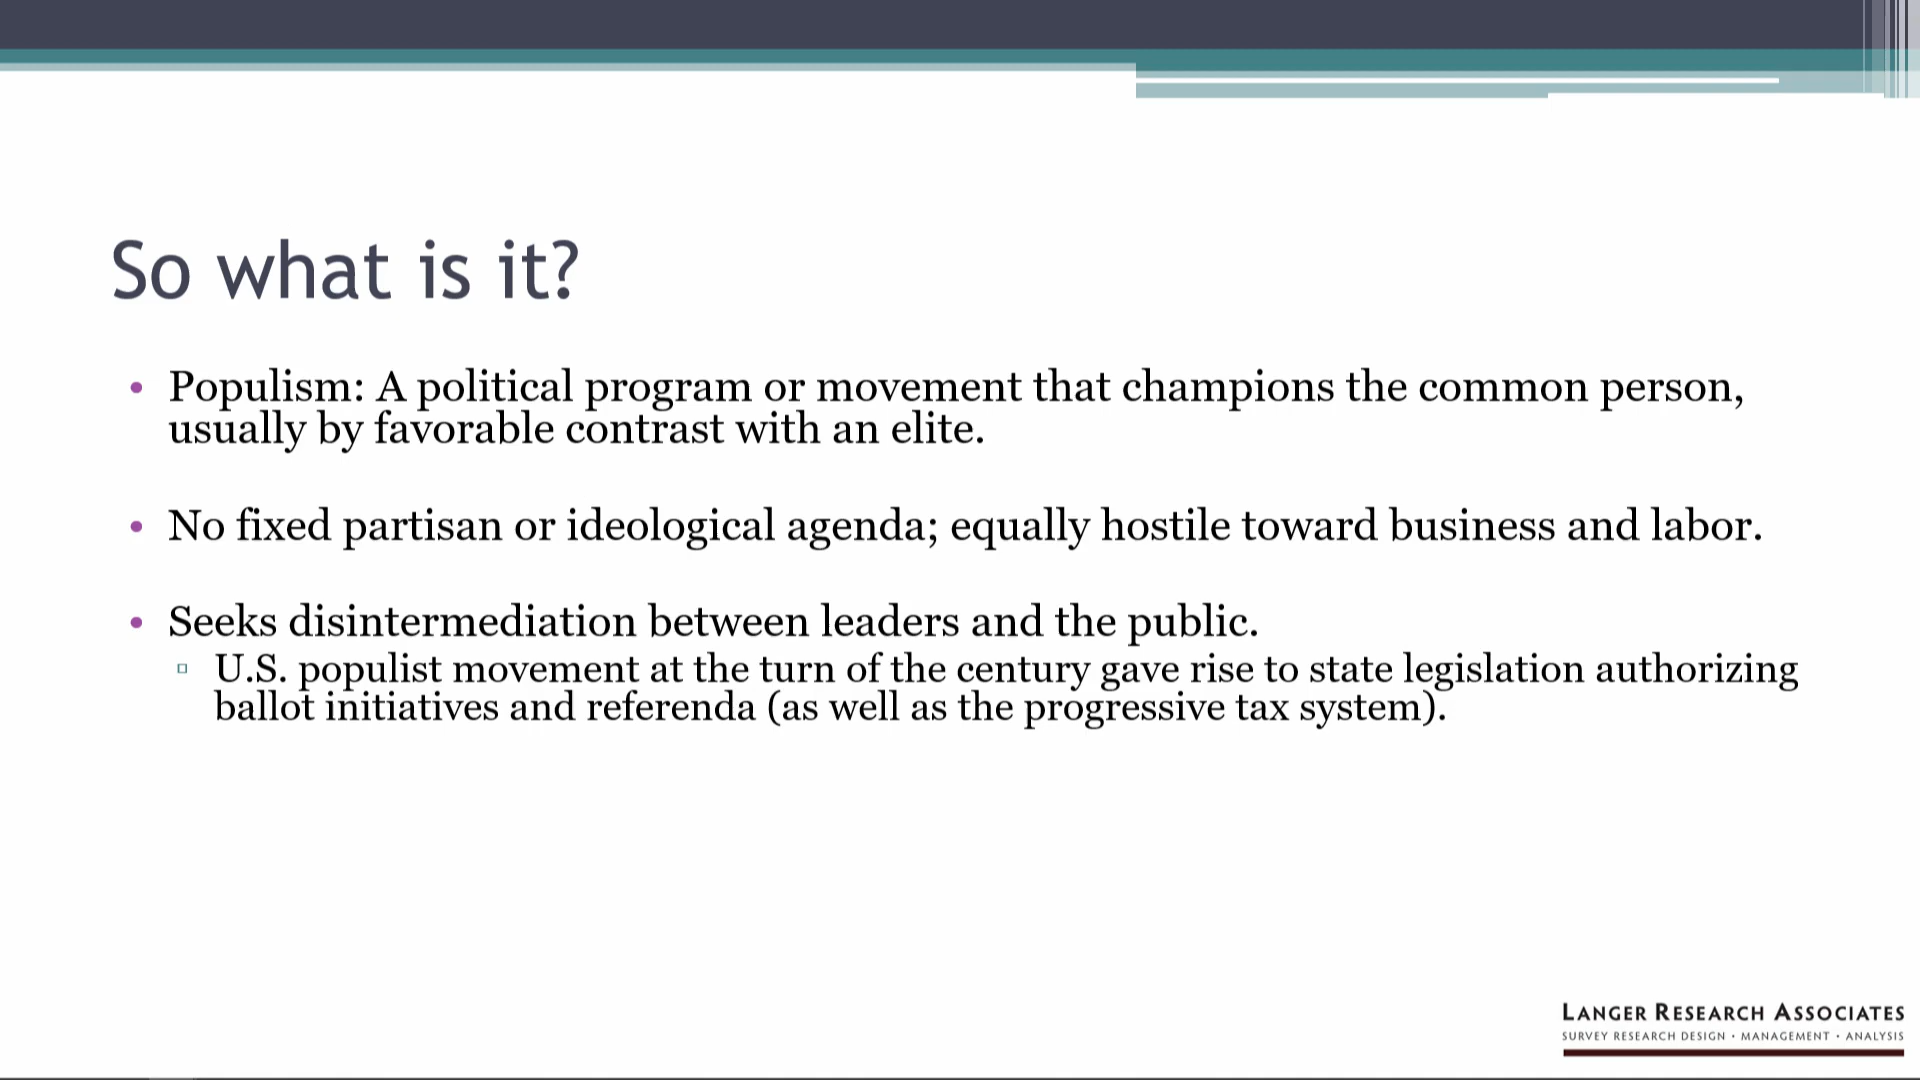 So what is it?
• Populism: A political program or movement that champions the common person,
usually by favorable contrast with an elite.
• No fixed partisan or ideological agenda; equally hostile toward business and labor.
• Seeks disintermediation between leaders and the public.
▫ U.S. populist movement at the turn of the century gave rise to state legislation authorizing
ballot initiatives and referenda (as well as the progressive tax system).
LANGER RESEARCH ASSOCIATES
SURVEY RESEARCH DESIGN · MANAGEMENT · ANALYSIS